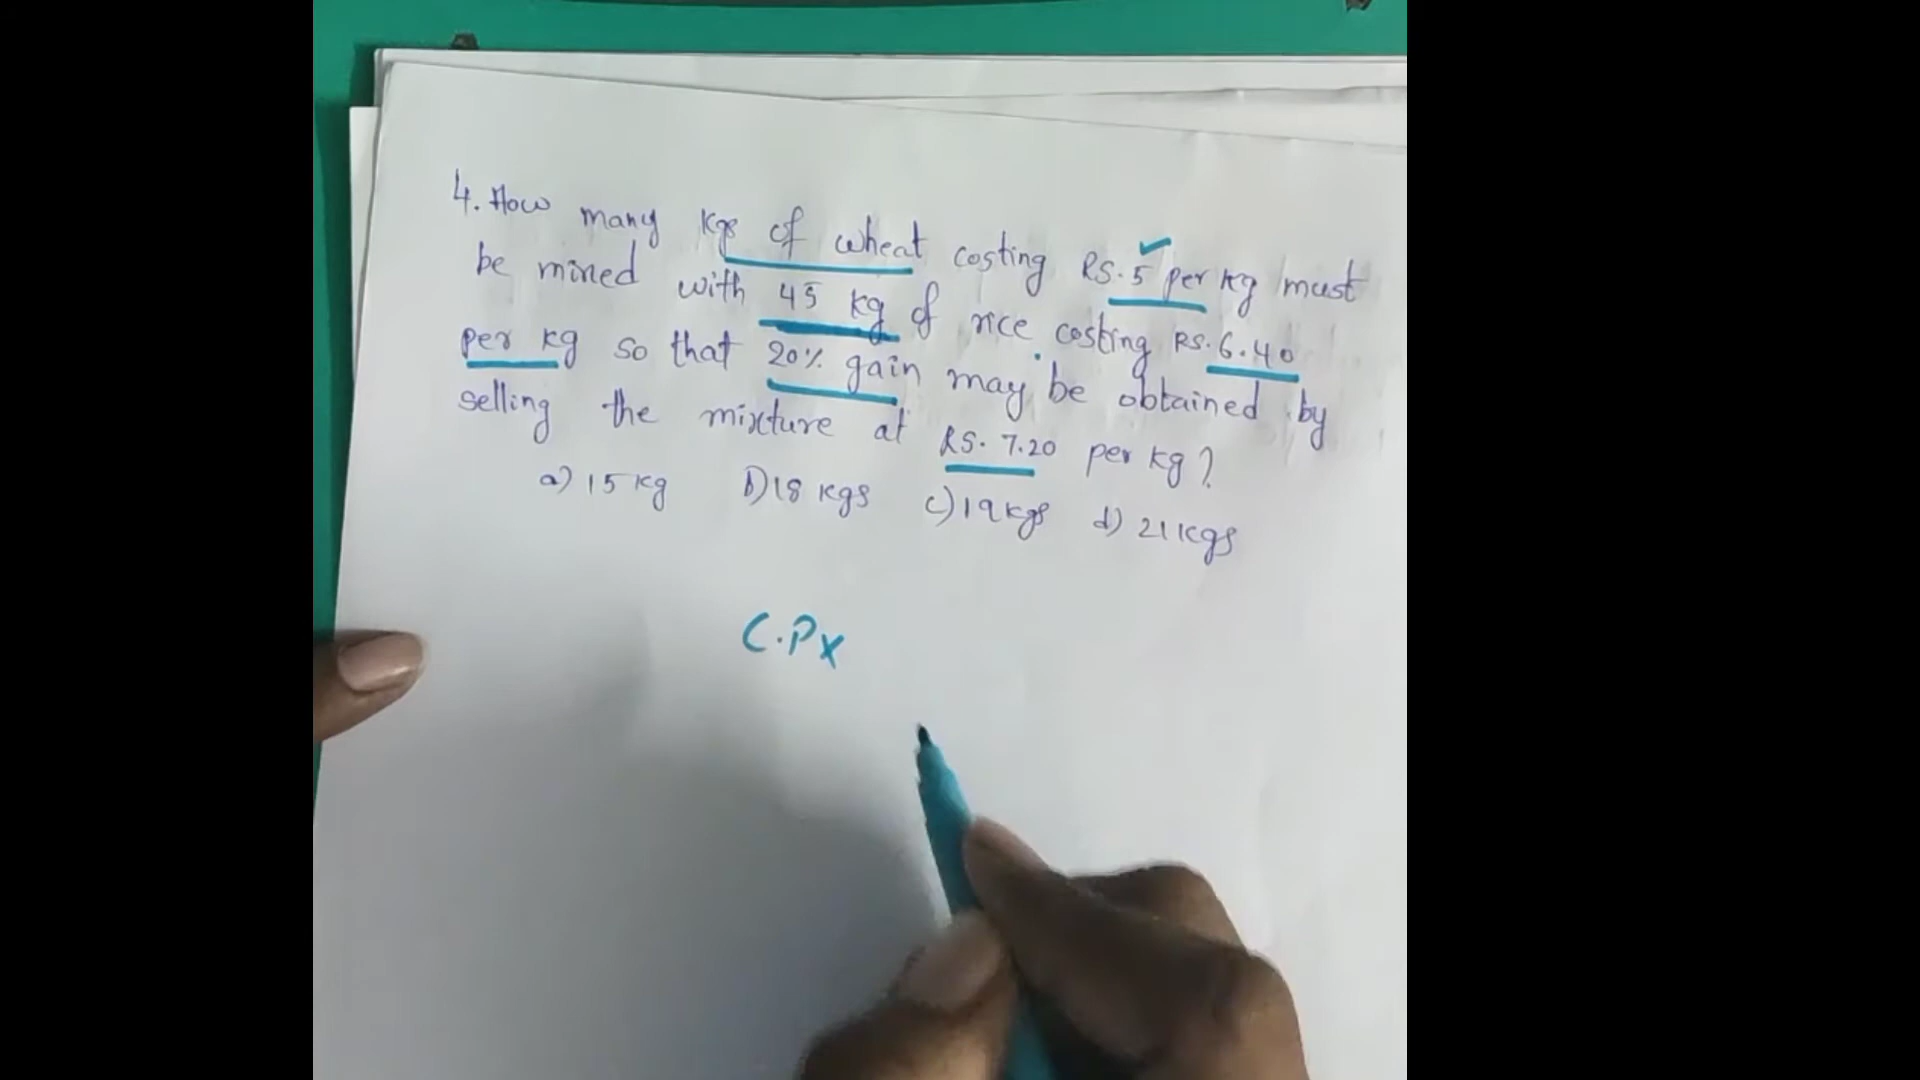 4. How many kgs of wheat costing RS. 5 per kg must
be mixed with 45 kg of rice costing RS. 6.40
per kg so that 20% gain may be obtained by
selling the mixture at RS. 7.20 per kg?
a) 15 kg b) 18 kgs c) 19 kgs d) 21 kgs
C.Px